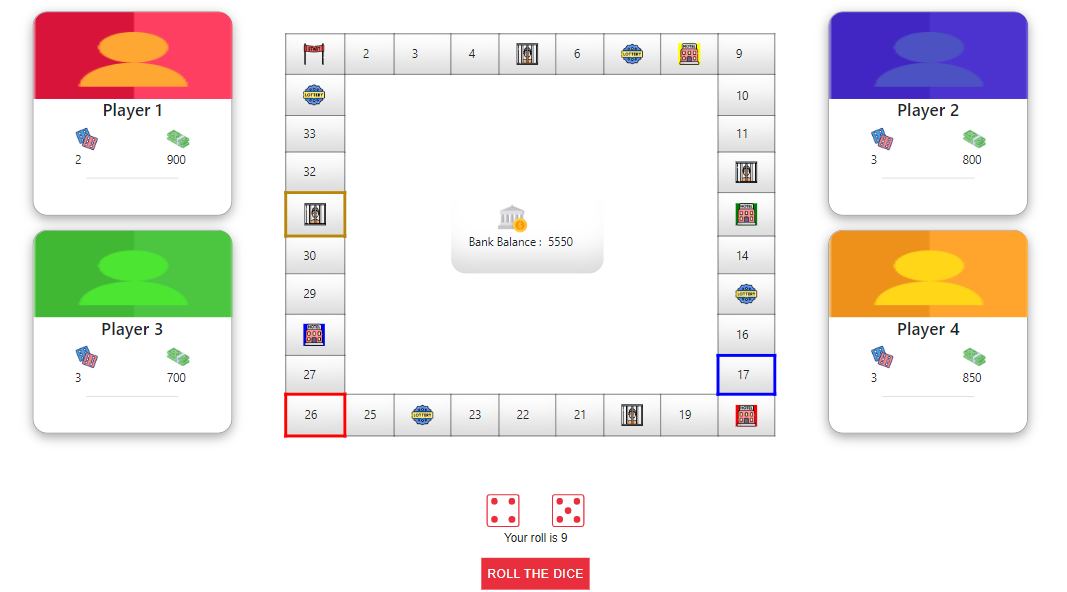 Player 1
2 900
Player 3
3 700
START 2 3 4 6 LOTTERY HOTEL 9
LOTTERY 10
33 11
32
HOTEL
30 14
29 LOTTERY
HOTEL 16
27 17
26 25 LOTTERY 23 22 21 19 HOTEL
Bank Balance : 5550
Player 2
3 800
Player 4
3 850
Your roll is 9
ROLL THE DICE